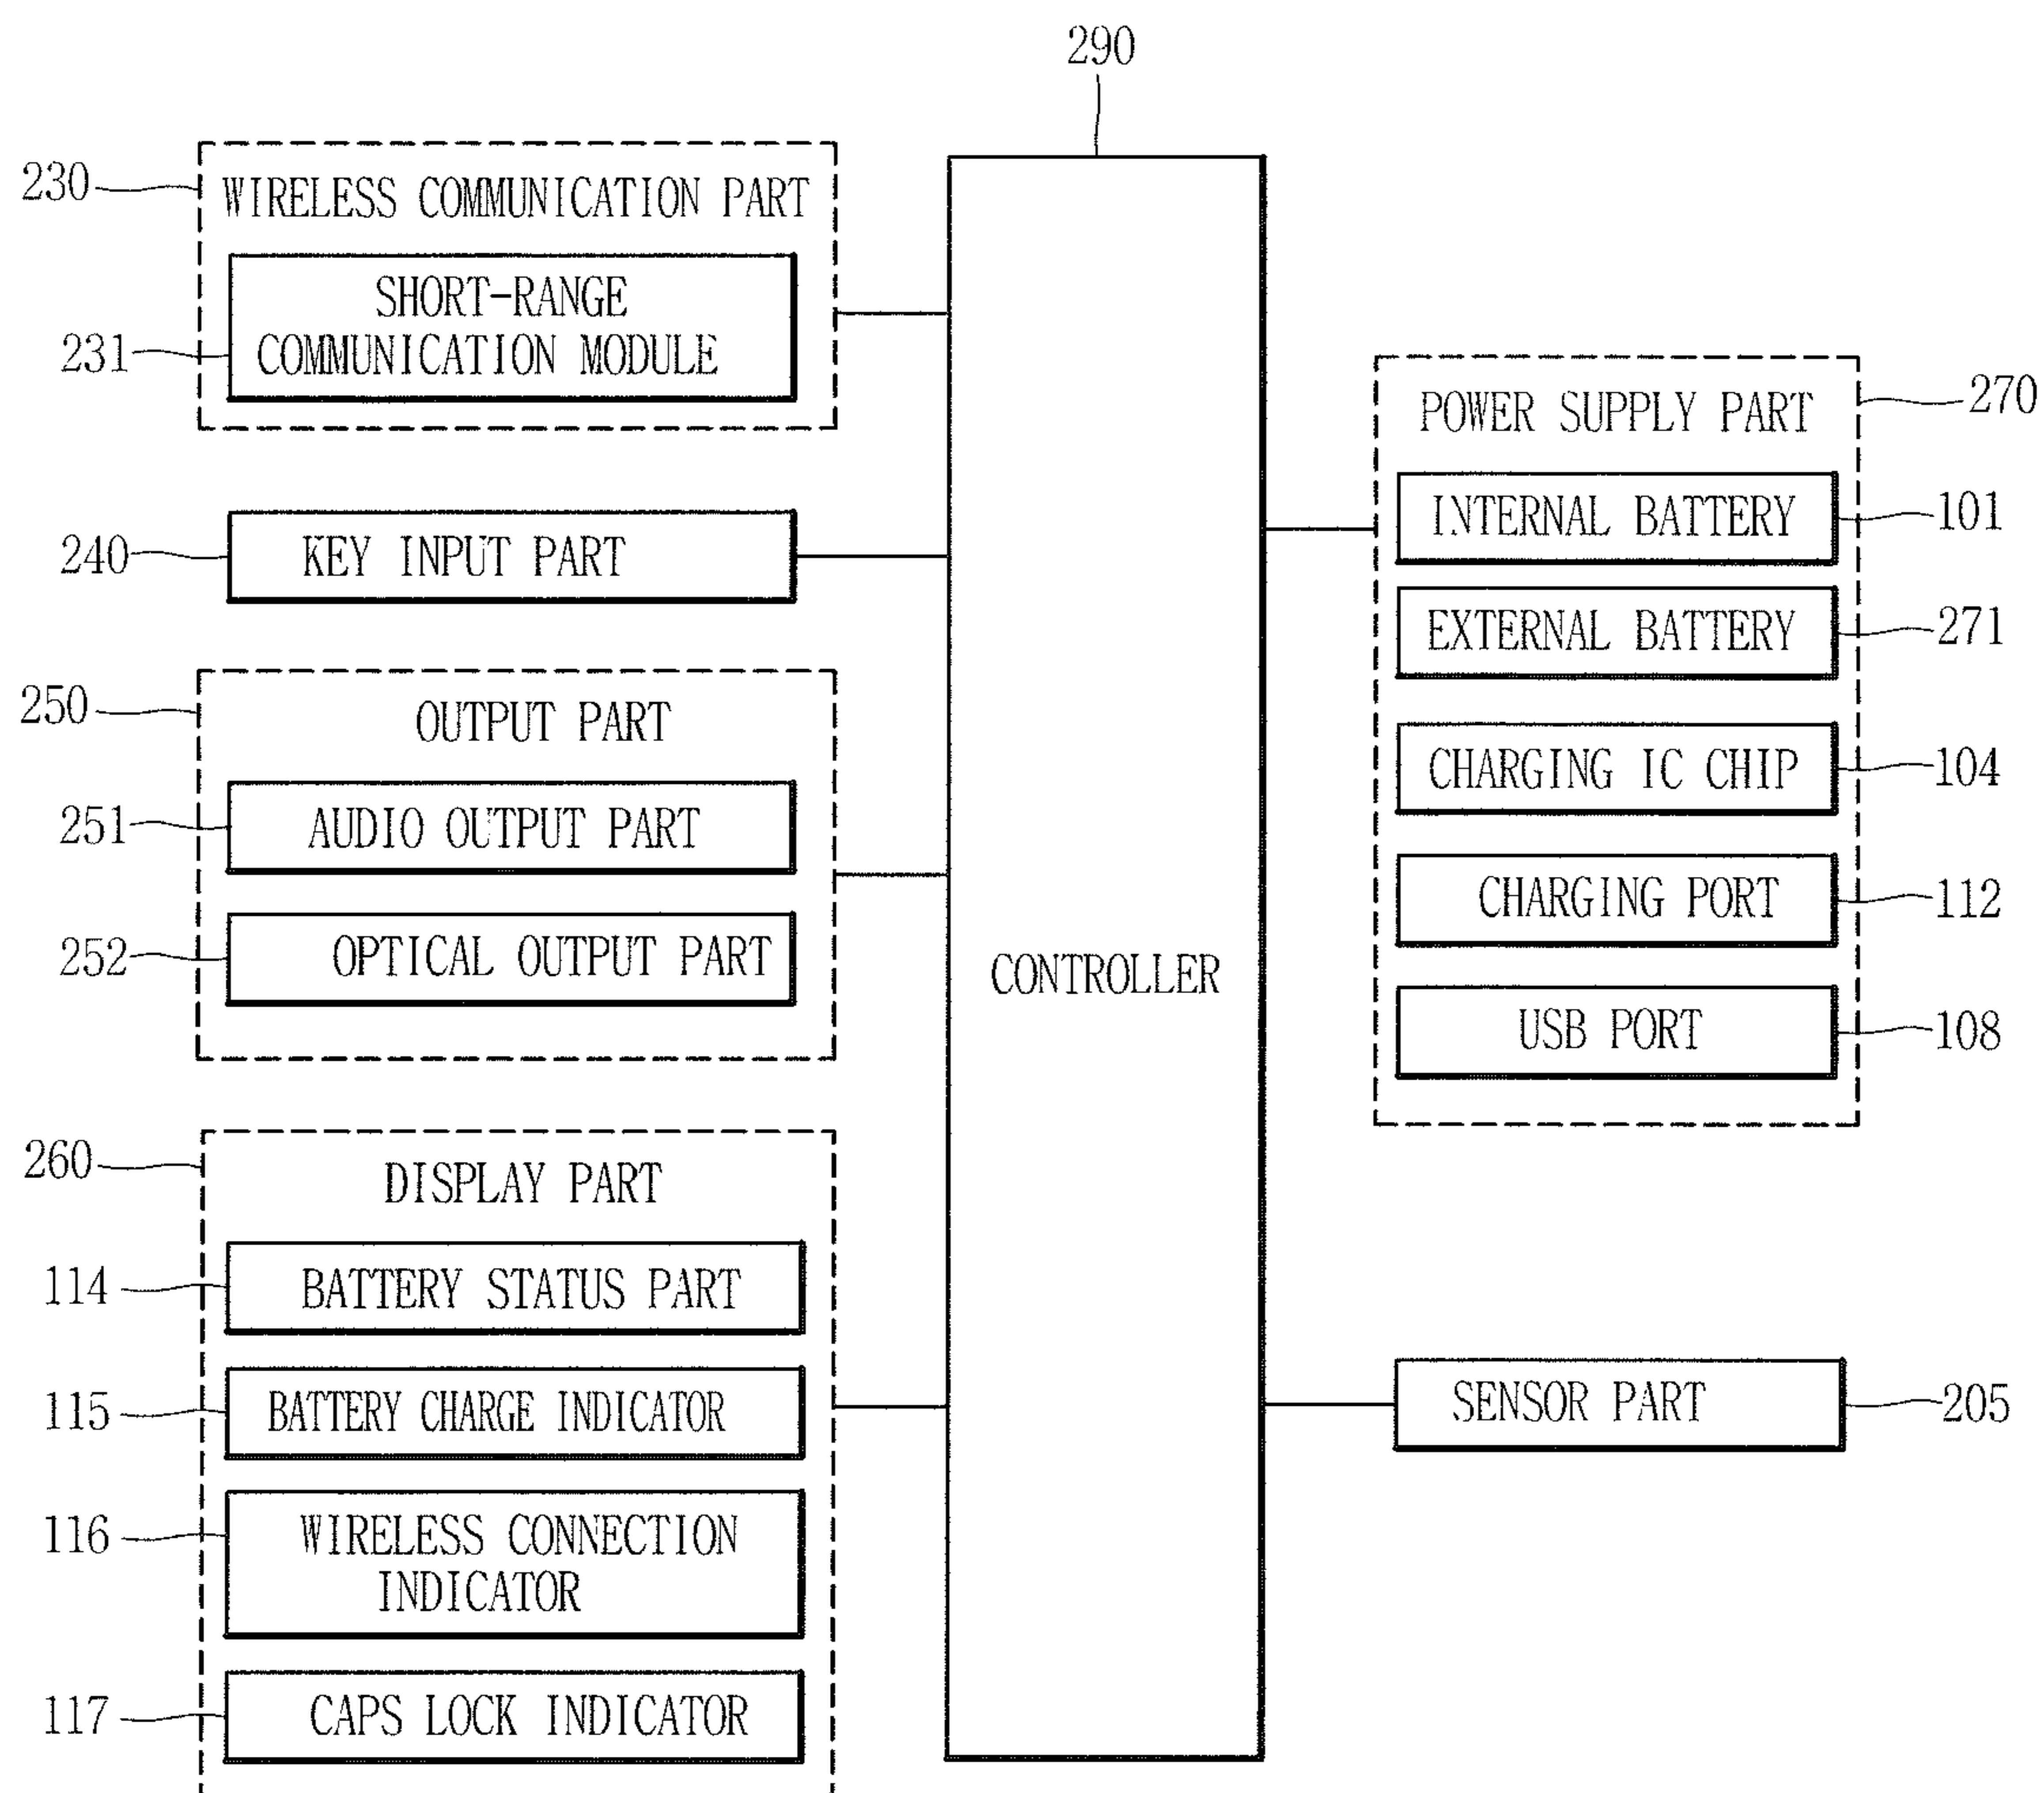 290
230
WIRELESS COMMUNICATION PART
SHORT-RANGE
COMMUNICATION MODULE
231
240
KEY INPUT PART
250
OUTPUT PART
251
AUDIO OUTPUT PART
252
OPTICAL OUTPUT PART
260
DISPLAY PART
114
BATTERY STATUS PART
115
BATTERY CHARGE INDICATOR
116
WIRELESS CONNECTION
INDICATOR
117
CAPS LOCK INDICATOR
CONTROLLER
POWER SUPPLY PART
270
INTERNAL BATTERY
101
EXTERNAL BATTERY
271
CHARGING IC CHIP
104
CHARGING PORT
112
USB PORT
108
SENSOR PART
205